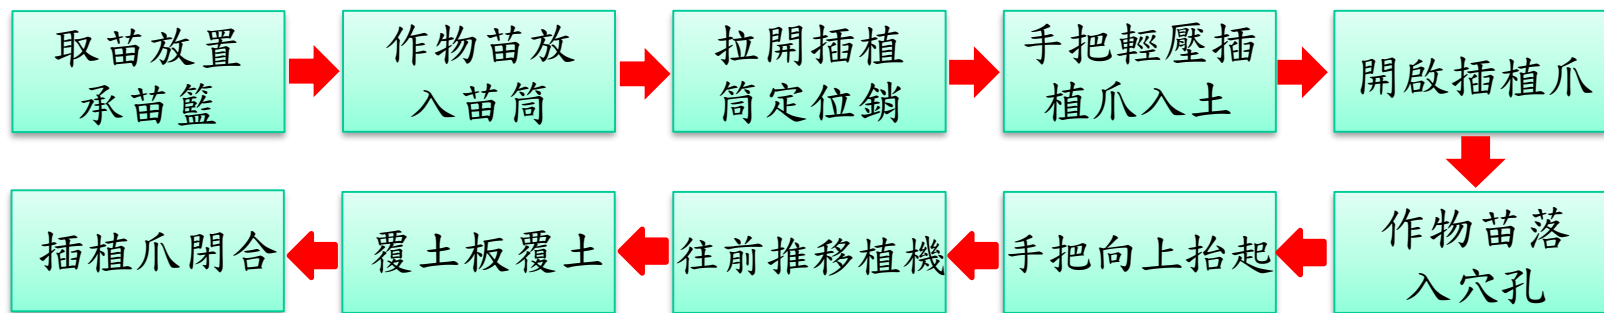 取苗放置
承苗籃
作物苗放
入苗筒
拉開插植
筒定位銷
手把輕壓插
植爪入土
開啟插植爪
作物苗落
入穴孔
手把向上抬起
往前推移植機
覆土板覆土
插植爪閉合